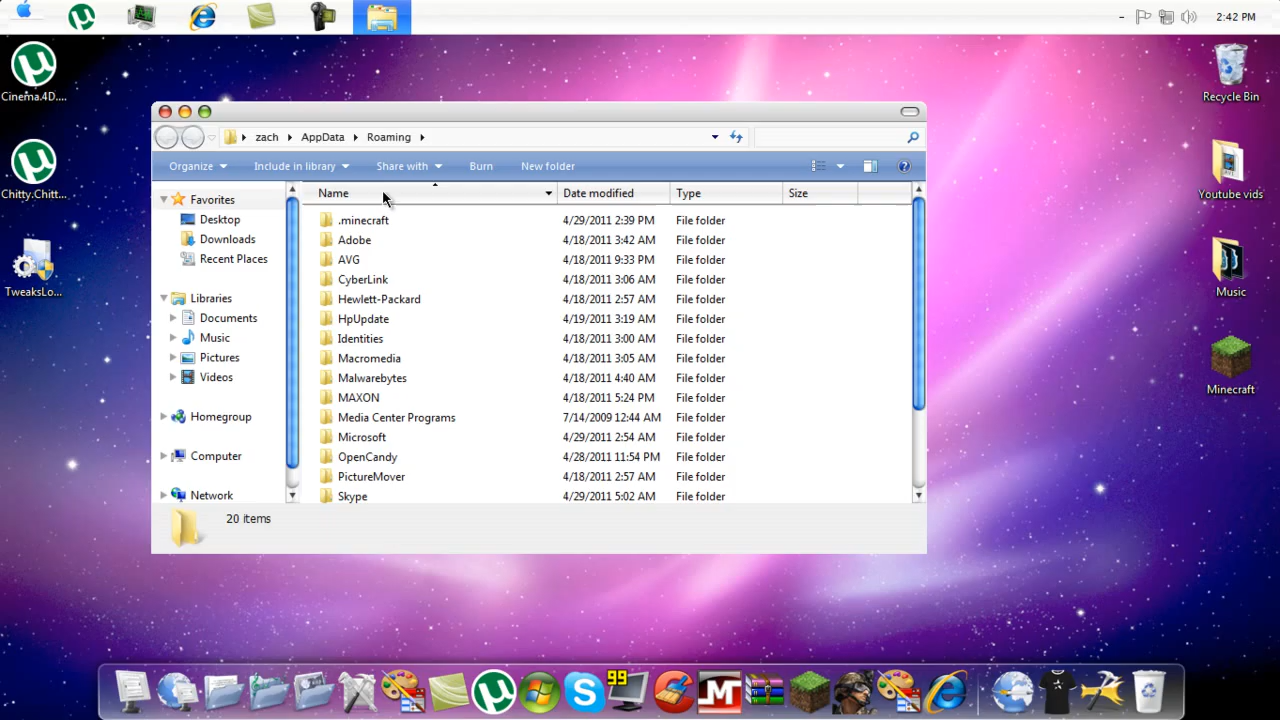 - 2:42 PM
Cinema.4D....
Chitty.Chitt...
TweaksLo...
Recycle Bin
Youtube vids
Music
Minecraft
zach AppData Roaming
Organize Include in library Share with Burn New folder
Name Date modified Type Size
Favorites
Desktop
Downloads
Recent Places
Libraries
Documents
Music
Pictures
Videos
Homegroup
Computer
Network
.minecraft 4/29/2011 2:39 PM File folder
Adobe 4/18/2011 3:42 AM File folder
AVG 4/18/2011 9:33 PM File folder
CyberLink 4/18/2011 3:06 AM File folder
Hewlett-Packard 4/18/2011 2:57 AM File folder
HpUpdate 4/19/2011 3:19 AM File folder
Identities 4/18/2011 3:00 AM File folder
Macromedia 4/18/2011 3:05 AM File folder
Malwarebytes 4/18/2011 4:40 AM File folder
MAXON 4/18/2011 5:24 PM File folder
Media Center Programs 7/14/2009 12:44 AM File folder
Microsoft 4/29/2011 2:54 AM File folder
OpenCandy 4/28/2011 11:54 PM File folder
PictureMover 4/18/2011 2:57 AM File folder
Skype 4/29/2011 5:02 AM File folder
20 items
99